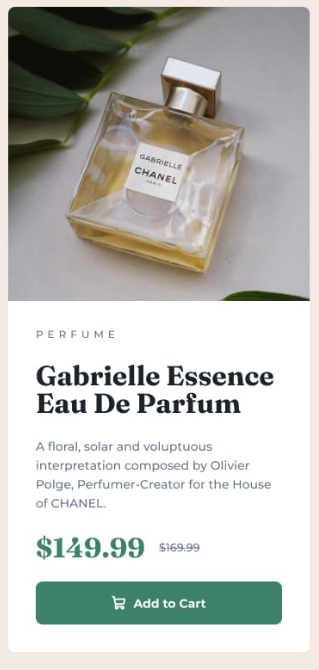 GABRIELLE
CHANEL
PARIS
PERFUME
Gabrielle Essence
Eau De Parfum
A floral, solar and voluptuous
interpretation composed by Olivier
Polge, Perfumer-Creator for the House
of CHANEL.
$149.99 $169.99
Add to Cart